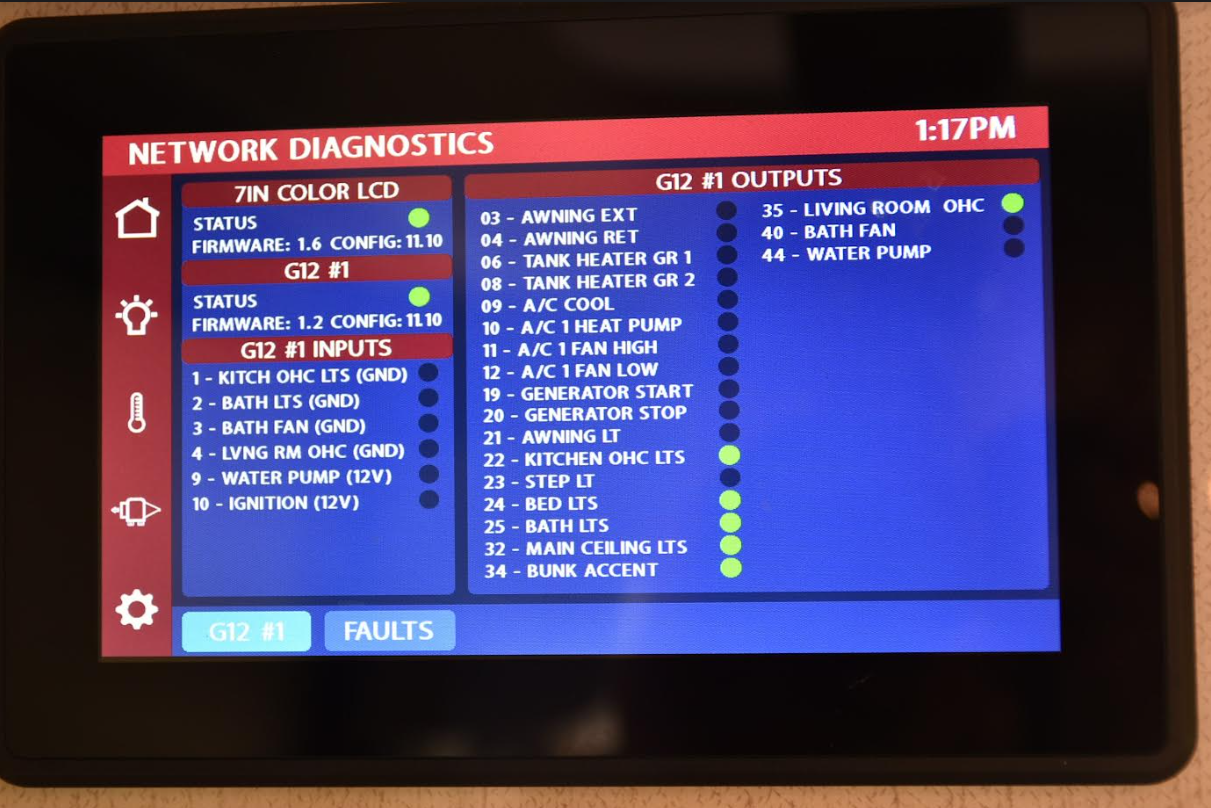 NETWORK DIAGNOSTICS
1:17PM
7IN COLOR LCD
STATUS
FIRMWARE: 1.6 CONFIG: 11.10
G12 #1
STATUS
FIRMWARE: 1.2 CONFIG: 11.10
G12 #1 INPUTS
1 - KITCH OHC LTS (GND)
2 - BATH LTS (GND)
3 - BATH FAN (GND)
4 - LVNG RM OHC (GND)
9 - WATER PUMP (12V)
10 - IGNITION (12V)
G12 #1 OUTPUTS
03 - AWNING EXT
04 - AWNING RET
06 - TANK HEATER GR 1
08 - TANK HEATER GR 2
09 - A/C COOL
10 - A/C 1 HEAT PUMP
11 - A/C 1 FAN HIGH
12 - A/C 1 FAN LOW
19 - GENERATOR START
20 - GENERATOR STOP
21 - AWNING LT
22 - KITCHEN OHC LTS
23 - STEP LT
24 - BED LTS
25 - BATH LTS
32 - MAIN CEILING LTS
34 - BUNK ACCENT
35 - LIVING ROOM OHC
40 - BATH FAN
44 - WATER PUMP
G12 #1
FAULTS